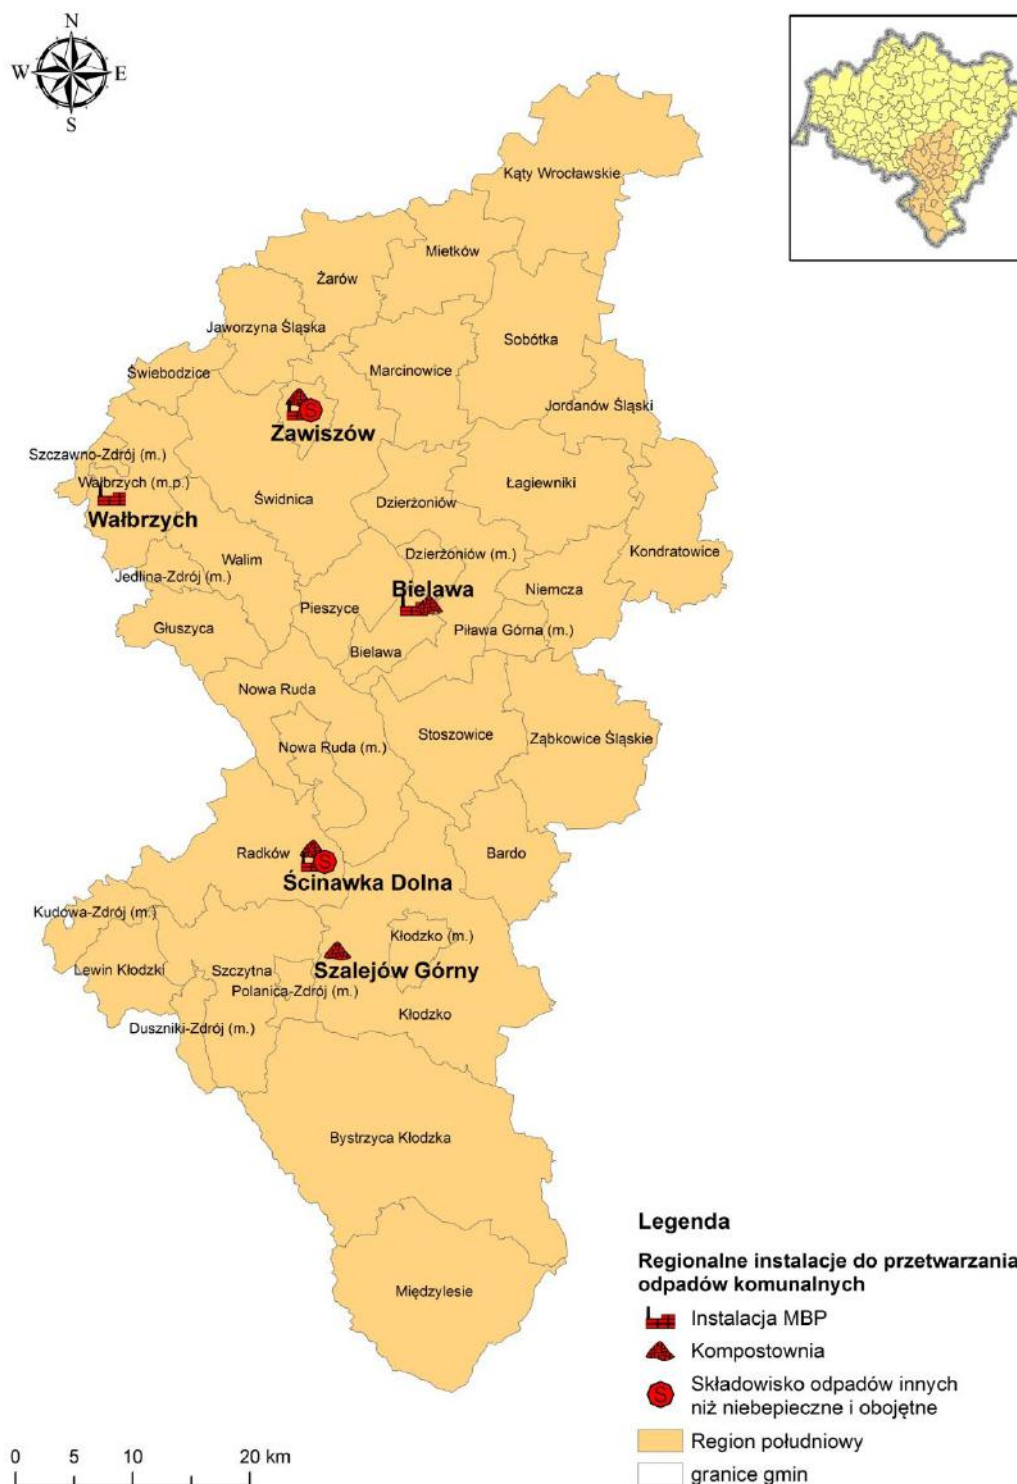 N
W E
S
Kąty Wrocławskie
Mietków
Żarów
Jaworzyna Śląska
Sobótka
Marcinowice
Świebodzice
Jordanów Śląski
Zawiszów
Szczawno-Zdrój (m.)
Wałbrzych (m.p.)
Łagiewniki
Świdnica
Dzierżoniów
Wałbrzych
Kondratowice
Dzierżoniów (m.)
Walim
Jedlina-Zdrój (m.)
Bielawa
Niemcza
Pieszyce
Głuszyca
Piława Górna (m.)
Bielawa
Nowa Ruda
Stoszowice
Ząbkowice Śląskie
Nowa Ruda (m.)
Radków
Bardo
S
S
Ścinawka Dolna
Kudowa-Zdrój (m.)
Kłodzko (m.)
Lewin Kłodzki
Szczytna
Szalejów Górny
Polanica-Zdrój (m.)
Kłodzko
Duszniki-Zdrój (m.)
Bystrzyca Kłodzka
Międzylesie
Legenda
Regionalne instalacje do przetwarzania
odpadów komunalnych
Instalacja MBP
Kompostownia
S
Składowisko odpadów innych
niż niebepieczne i obojętne
Region południowy
granice gmin
0 5 10 20 km